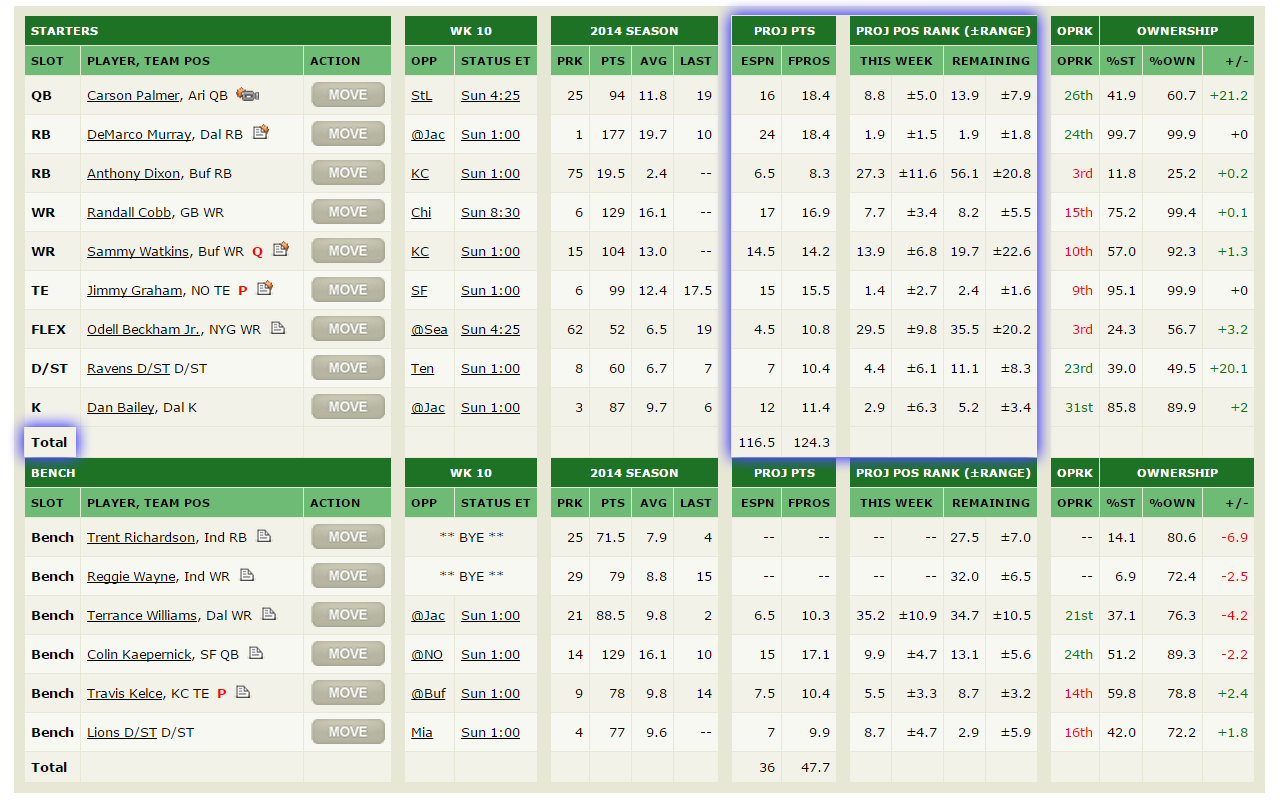 STARTERS WK 10 2014 SEASON PROJ PTS PROJ POS RANK (±RANGE) OPRK OWNERSHIP
SLOT PLAYER, TEAM POS ACTION OPP STATUS ET PRK PTS AVG LAST ESPN FPROS THIS WEEK REMAINING OPRK %ST %OWN +/-
QB Carson Palmer, Ari QB MOVE StL Sun 4:25 25 94 11.8 19 16 18.4 8.8 ±5.0 13.9 ±7.9 26th 41.9 60.7 +21.2
RB DeMarco Murray, Dal RB MOVE @Jac Sun 1:00 1 177 19.7 10 24 18.4 1.9 ±1.5 1.9 ±1.8 24th 99.7 99.9 +0
RB Anthony Dixon, Buf RB MOVE KC Sun 1:00 75 19.5 2.4 -- 6.5 8.3 27.3 ±11.6 56.1 ±20.8 3rd 11.8 25.2 +0.2
WR Randall Cobb, GB WR MOVE Chi Sun 8:30 6 129 16.1 -- 17 16.9 7.7 ±3.4 8.2 ±5.5 15th 75.2 99.4 +0.1
WR Sammy Watkins, Buf WR Q MOVE KC Sun 1:00 15 104 13.0 -- 14.5 14.2 13.9 ±6.8 19.7 ±22.6 10th 57.0 92.3 +1.3
TE Jimmy Graham, NO TE P MOVE SF Sun 1:00 6 99 12.4 17.5 15 15.5 1.4 ±2.7 2.4 ±1.6 9th 95.1 99.9 +0
FLEX Odell Beckham Jr., NYG WR MOVE @Sea Sun 4:25 62 52 6.5 19 4.5 10.8 29.5 ±9.8 35.5 ±20.2 3rd 24.3 56.7 +3.2
D/ST Ravens D/ST D/ST MOVE Ten Sun 1:00 8 60 6.7 7 7 10.4 4.4 ±6.1 11.1 ±8.3 23rd 39.0 49.5 +20.1
K Dan Bailey, Dal K MOVE @Jac Sun 1:00 3 87 9.7 6 12 11.4 2.9 ±6.3 5.2 ±3.4 31st 85.8 89.9 +2
Total 116.5 124.3
BENCH WK 10 2014 SEASON PROJ PTS PROJ POS RANK (±RANGE) OPRK OWNERSHIP
SLOT PLAYER, TEAM POS ACTION OPP STATUS ET PRK PTS AVG LAST ESPN FPROS THIS WEEK REMAINING OPRK %ST %OWN +/-
Bench Trent Richardson, Ind RB MOVE ** BYE ** 25 71.5 7.9 4 -- -- -- -- 27.5 ±7.0 -- 14.1 80.6 -6.9
Bench Reggie Wayne, Ind WR MOVE ** BYE ** 29 79 8.8 15 -- -- -- -- 32.0 ±6.5 -- 6.9 72.4 -2.5
Bench Terrance Williams, Dal WR MOVE @Jac Sun 1:00 21 88.5 9.8 2 6.5 10.3 35.2 ±10.9 34.7 ±10.5 21st 37.1 76.3 -4.2
Bench Colin Kaepernick, SF QB MOVE @NO Sun 1:00 14 129 16.1 10 15 17.1 9.9 ±4.7 13.1 ±5.6 24th 51.2 89.3 -2.2
Bench Travis Kelce, KC TE P MOVE @Buf Sun 1:00 9 78 9.8 14 7.5 10.4 5.5 ±3.3 8.7 ±3.2 14th 59.8 78.8 +2.4
Bench Lions D/ST D/ST MOVE Mia Sun 1:00 4 77 9.6 -- 7 9.9 8.7 ±4.7 2.9 ±5.9 16th 42.0 72.2 +1.8
Total 36 47.7